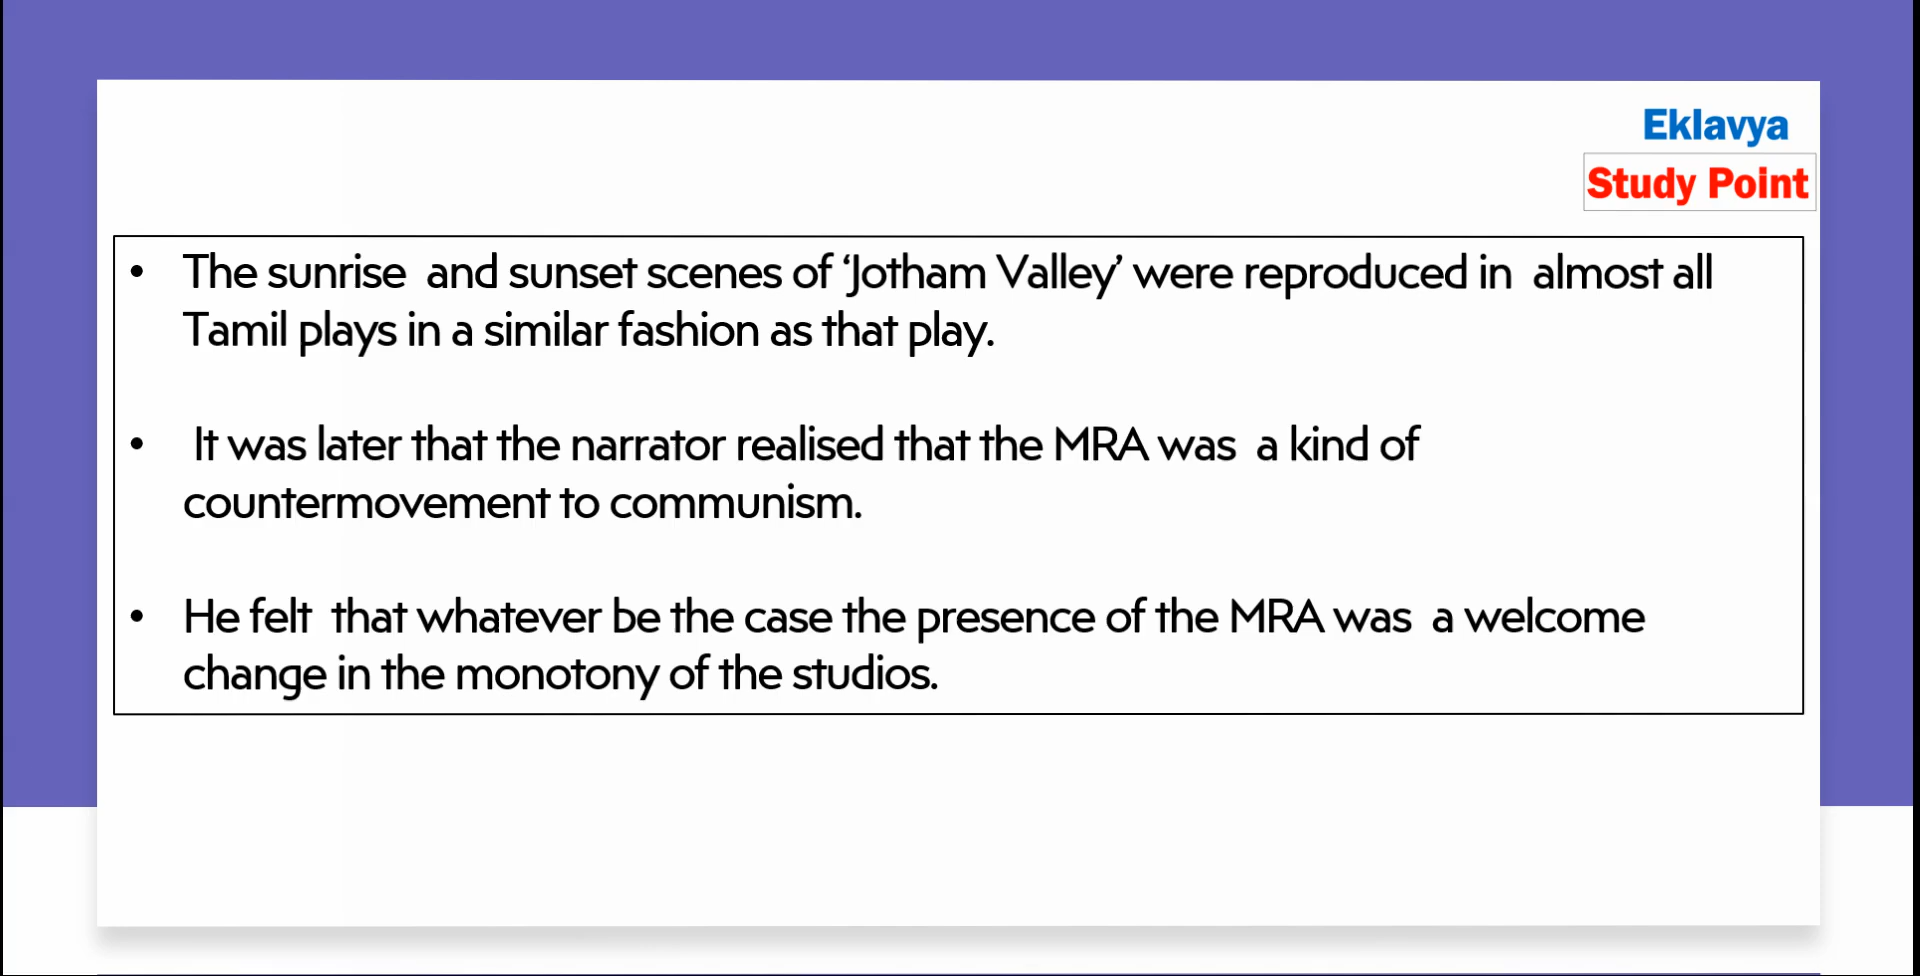 Eklavya
Study Point
• The sunrise and sunset scenes of ‘Jotham Valley’ were reproduced in almost all
Tamil plays in a similar fashion as that play.
• It was later that the narrator realised that the MRA was a kind of
countermovement to communism.
• He felt that whatever be the case the presence of the MRA was a welcome
change in the monotony of the studios.